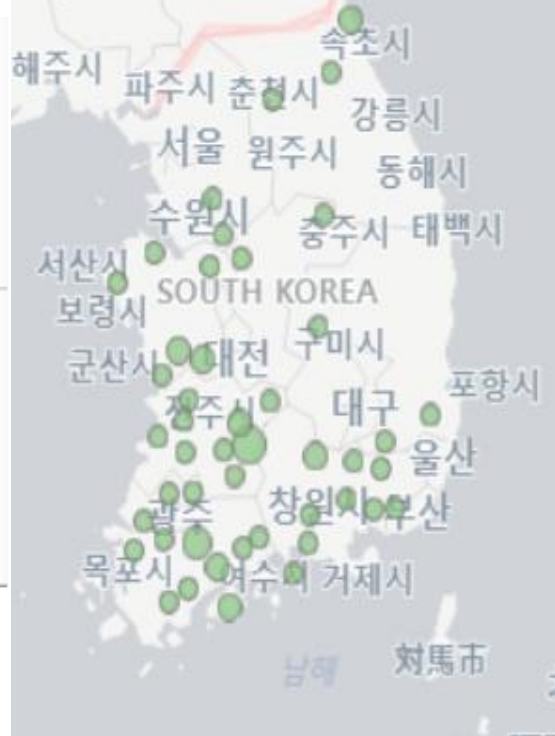 속초시
해주시
파주시 춘천시
강릉시
서울 원주시
동해시
수원시
충주시 태백시
서산시
SOUTH KOREA
보령시
구미시
대전
군산시
포항시
전주시
대구
울산
광주
창원시
부산
목포시
여수시 거제시
対馬市
남해